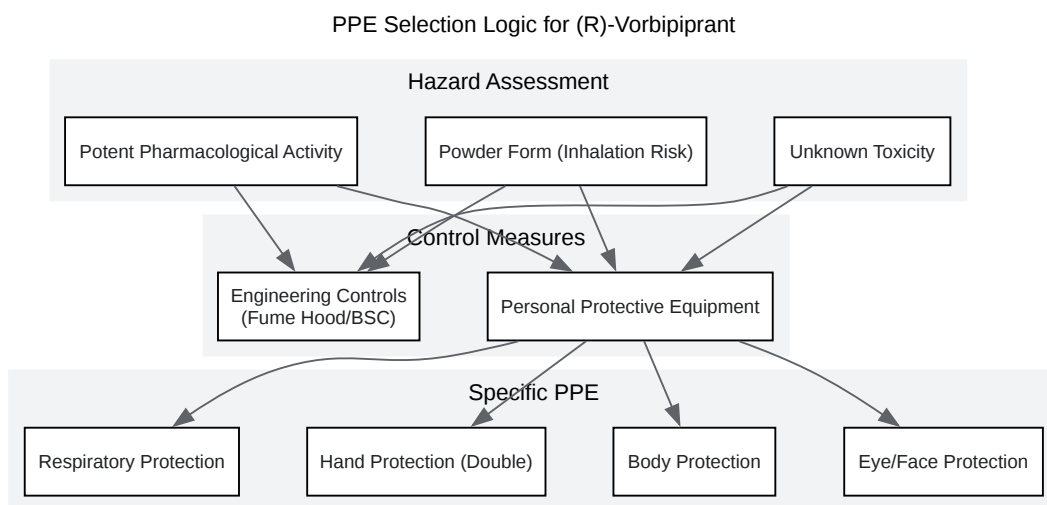 PPE Selection Logic for (R)-Vorbipiprant
Hazard Assessment
Potent Pharmacological Activity
Powder Form (Inhalation Risk)
Unknown Toxicity
Control Measures
Engineering Controls
(Fume Hood/BSC)
Personal Protective Equipment
Specific PPE
Respiratory Protection
Hand Protection (Double)
Body Protection
Eye/Face Protection